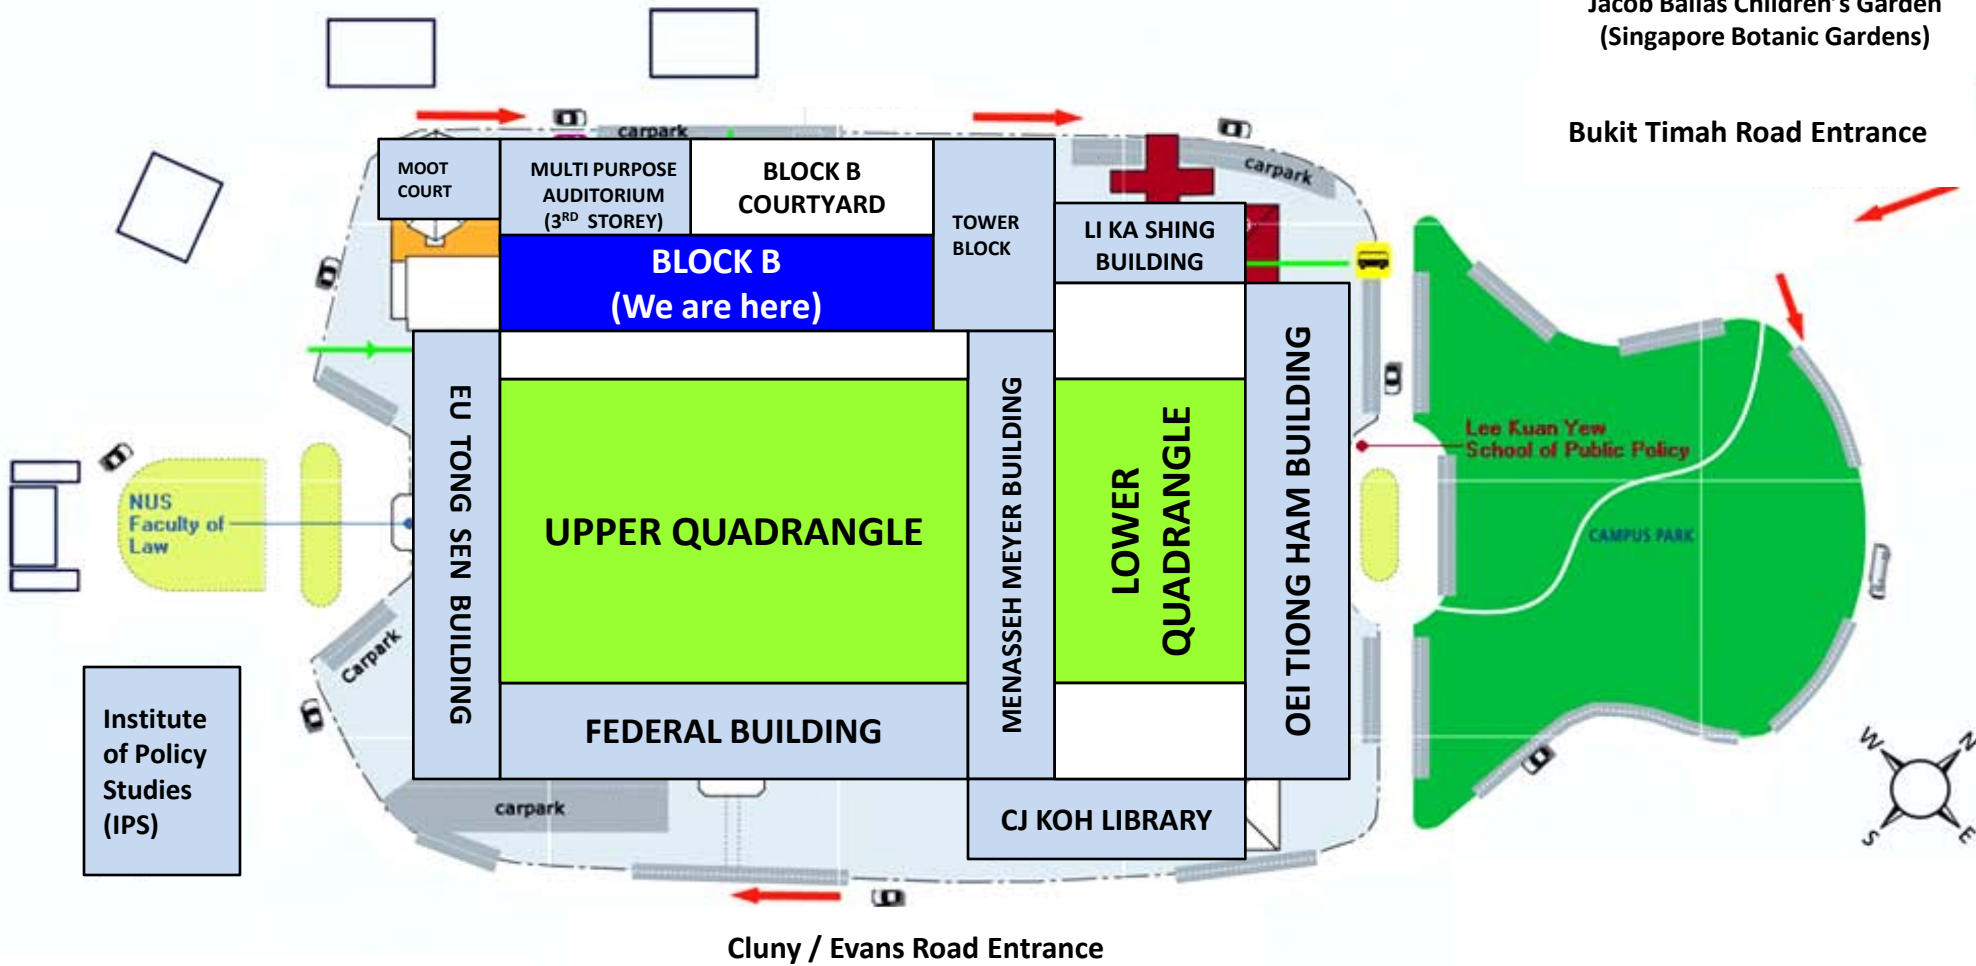 Jacob Ballas Children's Garden
(Singapore Botanic Gardens)
Bukit Timah Road Entrance
carpark
carpark
MOOT
COURT
MULTI PURPOSE
AUDITORIUM
(3RD STOREY)
BLOCK B
COURTYARD
TOWER
BLOCK
LI KA SHING
BUILDING
BLOCK B
(We are here)
EU TONG SEN BUILDING
UPPER QUADRANGLE
MENASSEH MEYER BUILDING
LOWER
QUADRANGLE
OEI TIONG HAM BUILDING
Lee Kuan Yew
School of Public Policy
CAMPUS PARK
NUS
Faculty of
Law
Carpark
Institute
of Policy
Studies
(IPS)
FEDERAL BUILDING
carpark
CJ KOH LIBRARY
W
N
S
E
Cluny / Evans Road Entrance